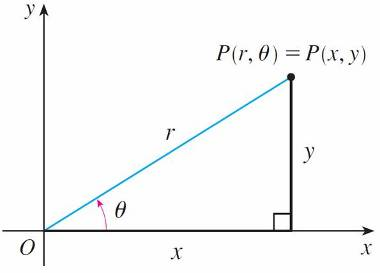 y
P(r, θ) = P(x, y)
r
y
θ
O
x
x